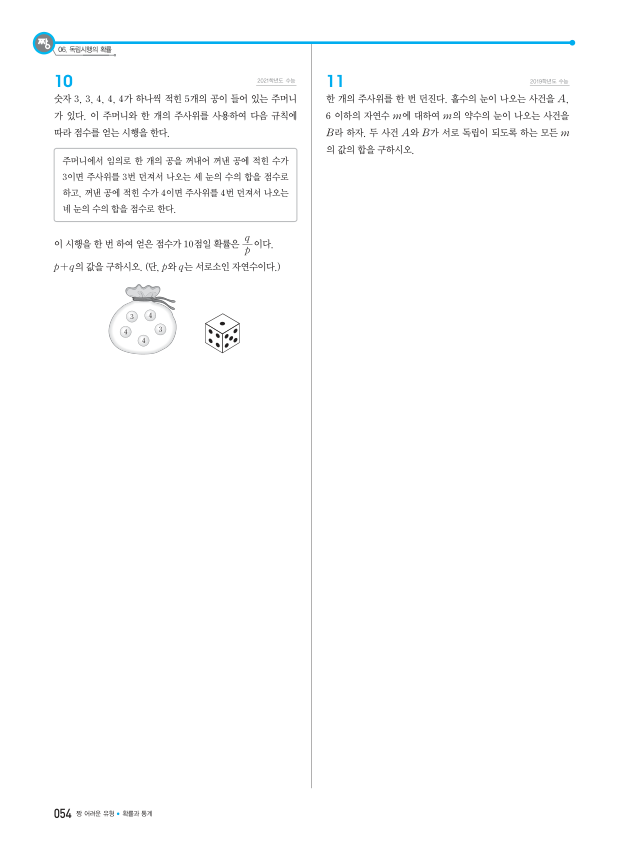 짱
06. 독립시행의 확률
10
2021학년도 수능
숫자 3, 3, 4, 4, 4가 하나씩 적힌 5개의 공이 들어 있는 주머니
가 있다. 이 주머니와 한 개의 주사위를 사용하여 다음 규칙에
따라 점수를 얻는 시행을 한다.
주머니에서 임의로 한 개의 공을 꺼내어 꺼낸 공에 적힌 수가
3이면 주사위를 3번 던져서 나오는 세 눈의 수의 합을 점수로
하고, 꺼낸 공에 적힌 수가 4이면 주사위를 4번 던져서 나오는
네 눈의 수의 합을 점수로 한다.
이 시행을 한 번 하여 얻은 점수가 10점일 확률은 q/p 이다.
p+q의 값을 구하시오. (단, p와 q는 서로소인 자연수이다.)
3 4
4 3
4
11
2019학년도 수능
한 개의 주사위를 한 번 던진다. 홀수의 눈이 나오는 사건을 A,
6 이하의 자연수 m에 대하여 m의 약수의 눈이 나오는 사건을
B라 하자. 두 사건 A와 B가 서로 독립이 되도록 하는 모든 m
의 값의 합을 구하시오.
054 짱 어려운 유형 • 확률과 통계